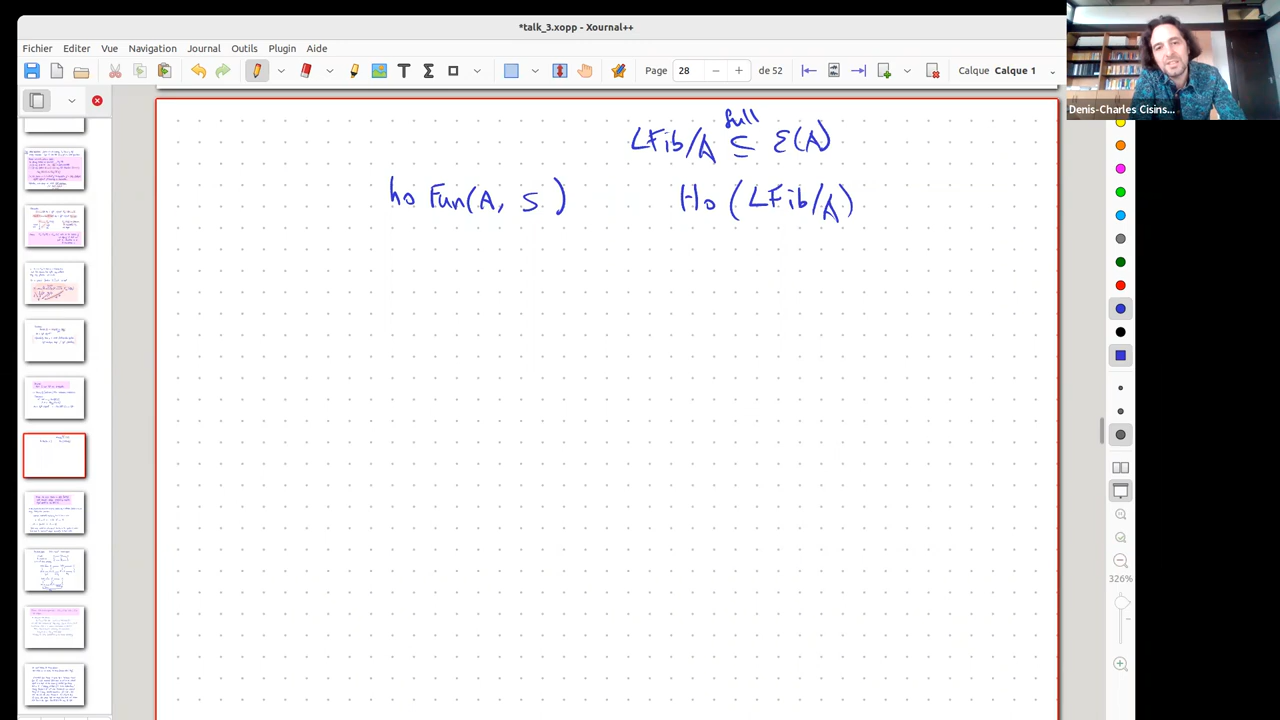 *talk_3.xopp - Xournal++
Fichier Editer Vue Navigation Journal Outils Plugin Aide
Page 28 de 52 Calque Calque 1
Denis-Charles Cisins...
full
LFib/A ⊆ E(A)
ho Fun(A, S) Ho (LFib/A)
326%